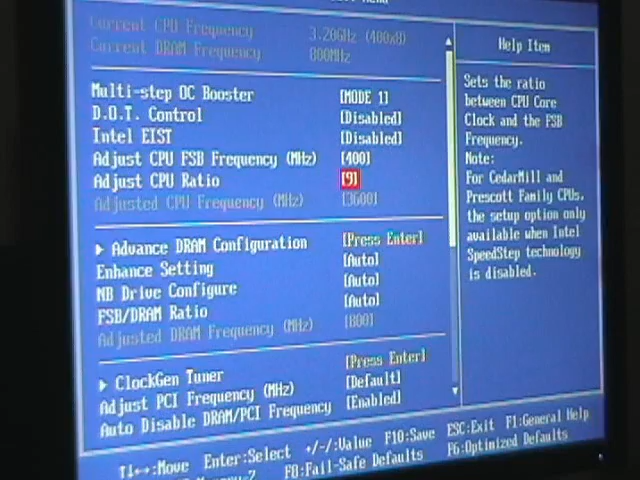 Current CPU Frequency 3.20GHz (400x8)
Current DRAM Frequency 800MHz
Multi-step OC Booster [MODE 1]
D.O.T. Control [Disabled]
Intel EIST [Disabled]
Adjust CPU FSB Frequency (MHz) [400]
Adjust CPU Ratio [9]
Adjusted CPU Frequency (MHz) [3600]
▶ Advance DRAM Configuration [Press Enter]
Enhance Setting [Auto]
NB Drive Configure [Auto]
FSB/DRAM Ratio [Auto]
Adjusted DRAM Frequency (MHz) [800]
▶ ClockGen Tuner [Press Enter]
Adjust PCI Frequency (MHz) [Default]
Auto Disable DRAM/PCI Frequency [Enabled]
Help Item
Sets the ratio
between CPU Core
Clock and the FSB
Frequency.
Note:
For CedarMill and
Prescott Family CPUs,
the setup option only
available when Intel
SpeedStep technology
is disabled.
↑↓←→:Move Enter:Select +/-/:Value F10:Save ESC:Exit F1:General Help
F8:Fail-Safe Defaults F6:Optimized Defaults